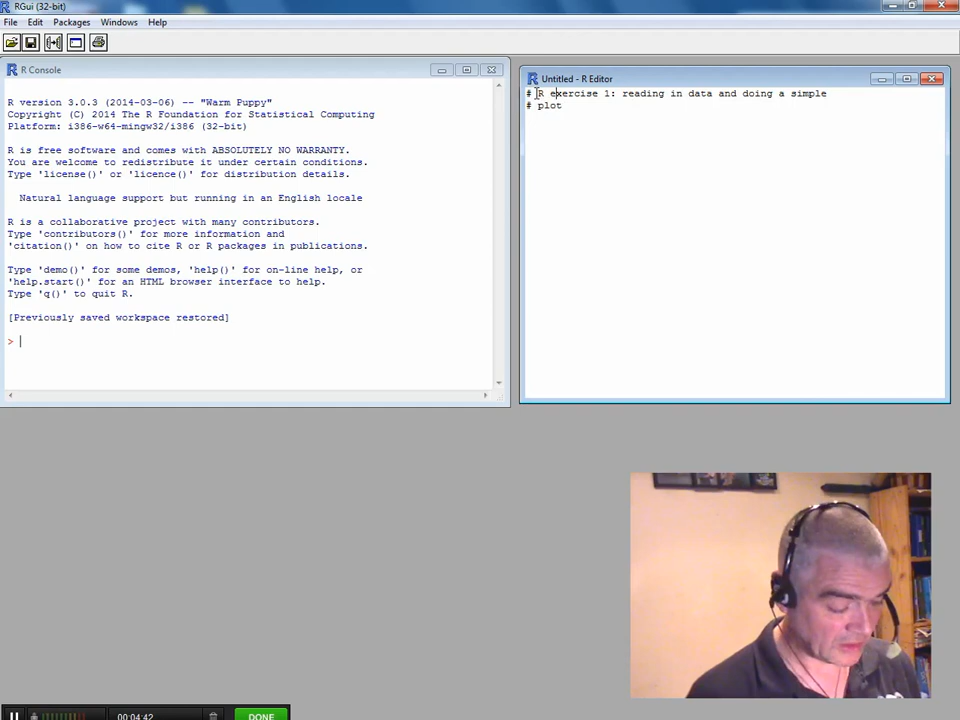 RGui (32-bit)
File Edit Packages Windows Help
R Console
R version 3.0.3 (2014-03-06) -- "Warm Puppy"
Copyright (C) 2014 The R Foundation for Statistical Computing
Platform: i386-w64-mingw32/i386 (32-bit)
R is free software and comes with ABSOLUTELY NO WARRANTY.
You are welcome to redistribute it under certain conditions.
Type 'license()' or 'licence()' for distribution details.
Natural language support but running in an English locale
R is a collaborative project with many contributors.
Type 'contributors()' for more information and
'citation()' on how to cite R or R packages in publications.
Type 'demo()' for some demos, 'help()' for on-line help, or
'help.start()' for an HTML browser interface to help.
Type 'q()' to quit R.
[Previously saved workspace restored]
>
Untitled - R Editor
# R exercise 1: reading in data and doing a simple
# plot
00:04:42
DONE